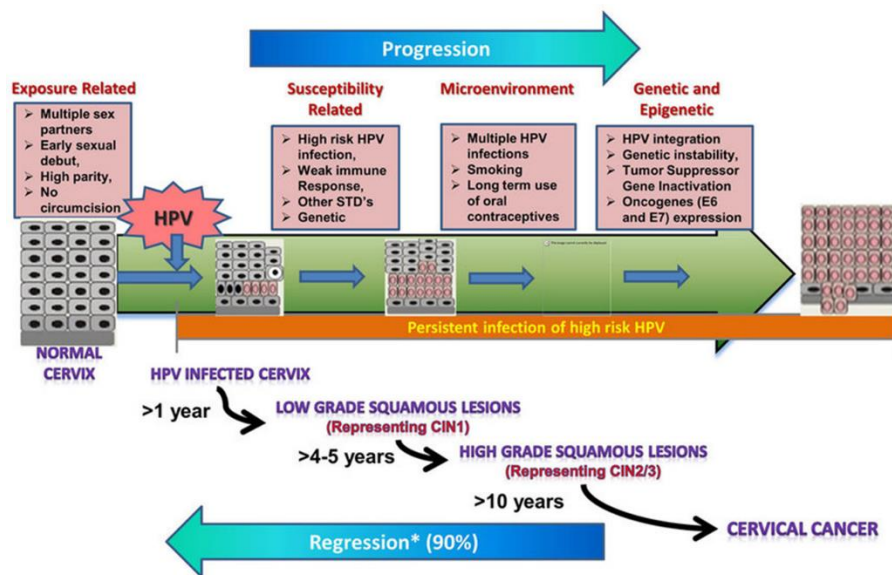 Progression
Exposure Related
➢ Multiple sex
partners
➢ Early sexual
debut,
➢ High parity,
➢ No
circumcision
Susceptibility
Related
➢ High risk HPV
infection,
➢ Weak immune
Response,
➢ Other STD's
➢ Genetic
Microenvironment
➢ Multiple HPV
infections
➢ Smoking
➢ Long term use
of oral
contraceptives
Genetic and
Epigenetic
➢ HPV integration
➢ Genetic instability,
➢ Tumor Suppressor
Gene Inactivation
➢ Oncogenes (E6
and E7) expression
HPV
Persistent infection of high risk HPV
NORMAL
CERVIX
HPV INFECTED CERVIX
>1 year
LOW GRADE SQUAMOUS LESIONS
(Representing CIN1)
>4-5 years
HIGH GRADE SQUAMOUS LESIONS
(Representing CIN2/3)
>10 years
CERVICAL CANCER
Regression* (90%)